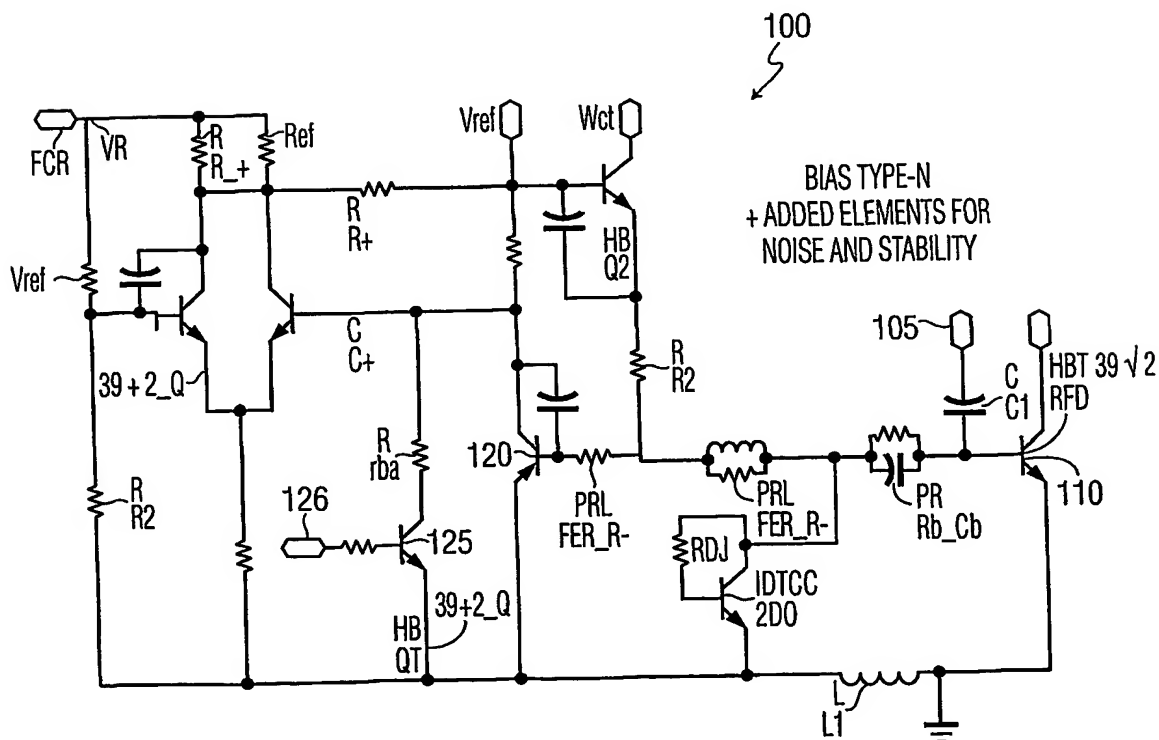 100
FCR
VR
R
R_+
Ref
Vref
Wct
BIAS TYPE-N
+ ADDED ELEMENTS FOR
NOISE AND STABILITY
R
R+
HB
Q2
Vref
39+2_Q
C
C+
R
R2
105
C
C1
HBT 39 √ 2
RFD
110
R
rba
120
PRL
FER_R-
PRL
FER_R-
PR
Rb_Cb
R
R2
126
125
39+2_Q
HB
QT
RDJ
IDTCC
2DO
L
L1